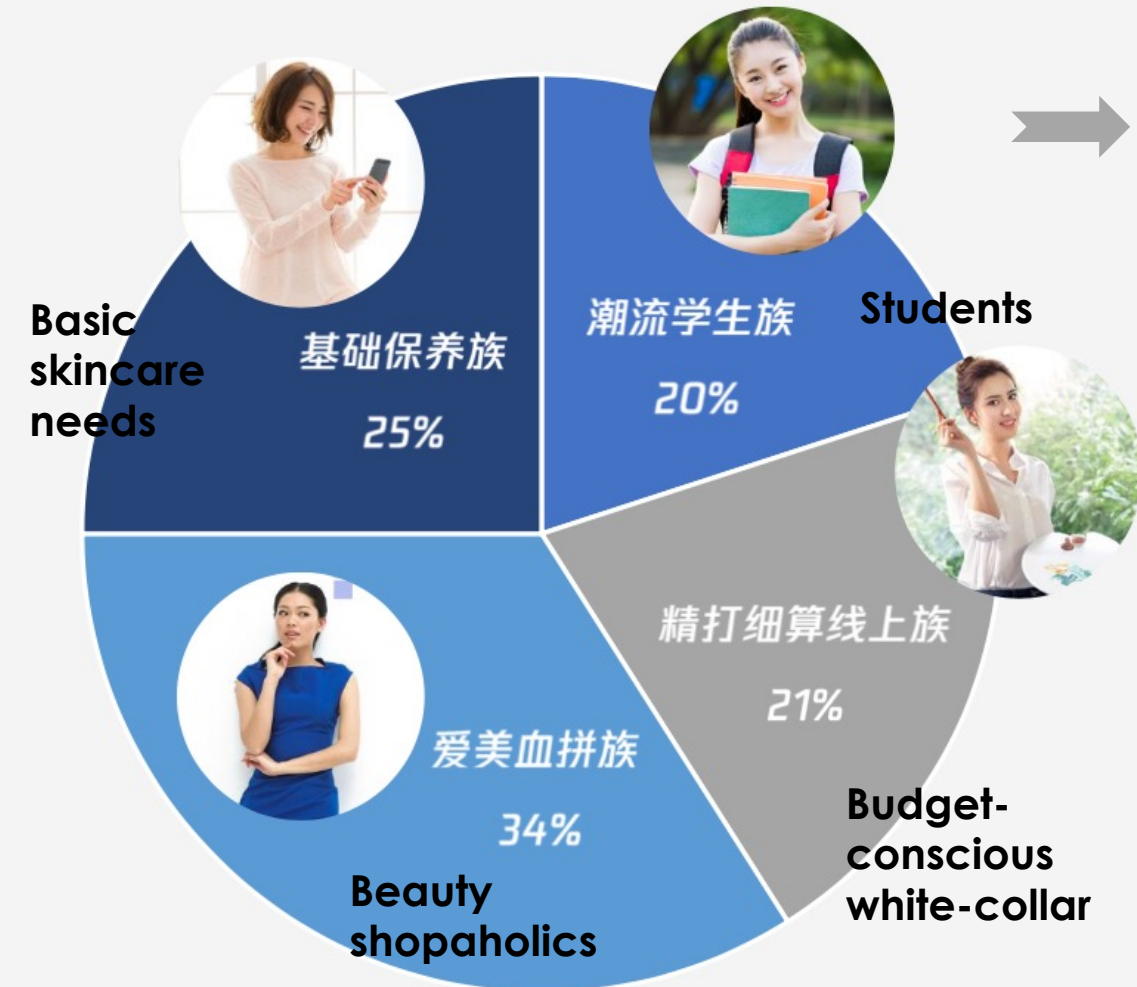 Basic
skincare
needs
基础保养族
25%
潮流学生族
20%
Students
精打细算线上族
21%
Budget-
conscious
white-collar
爱美血拼族
34%
Beauty
shopaholics